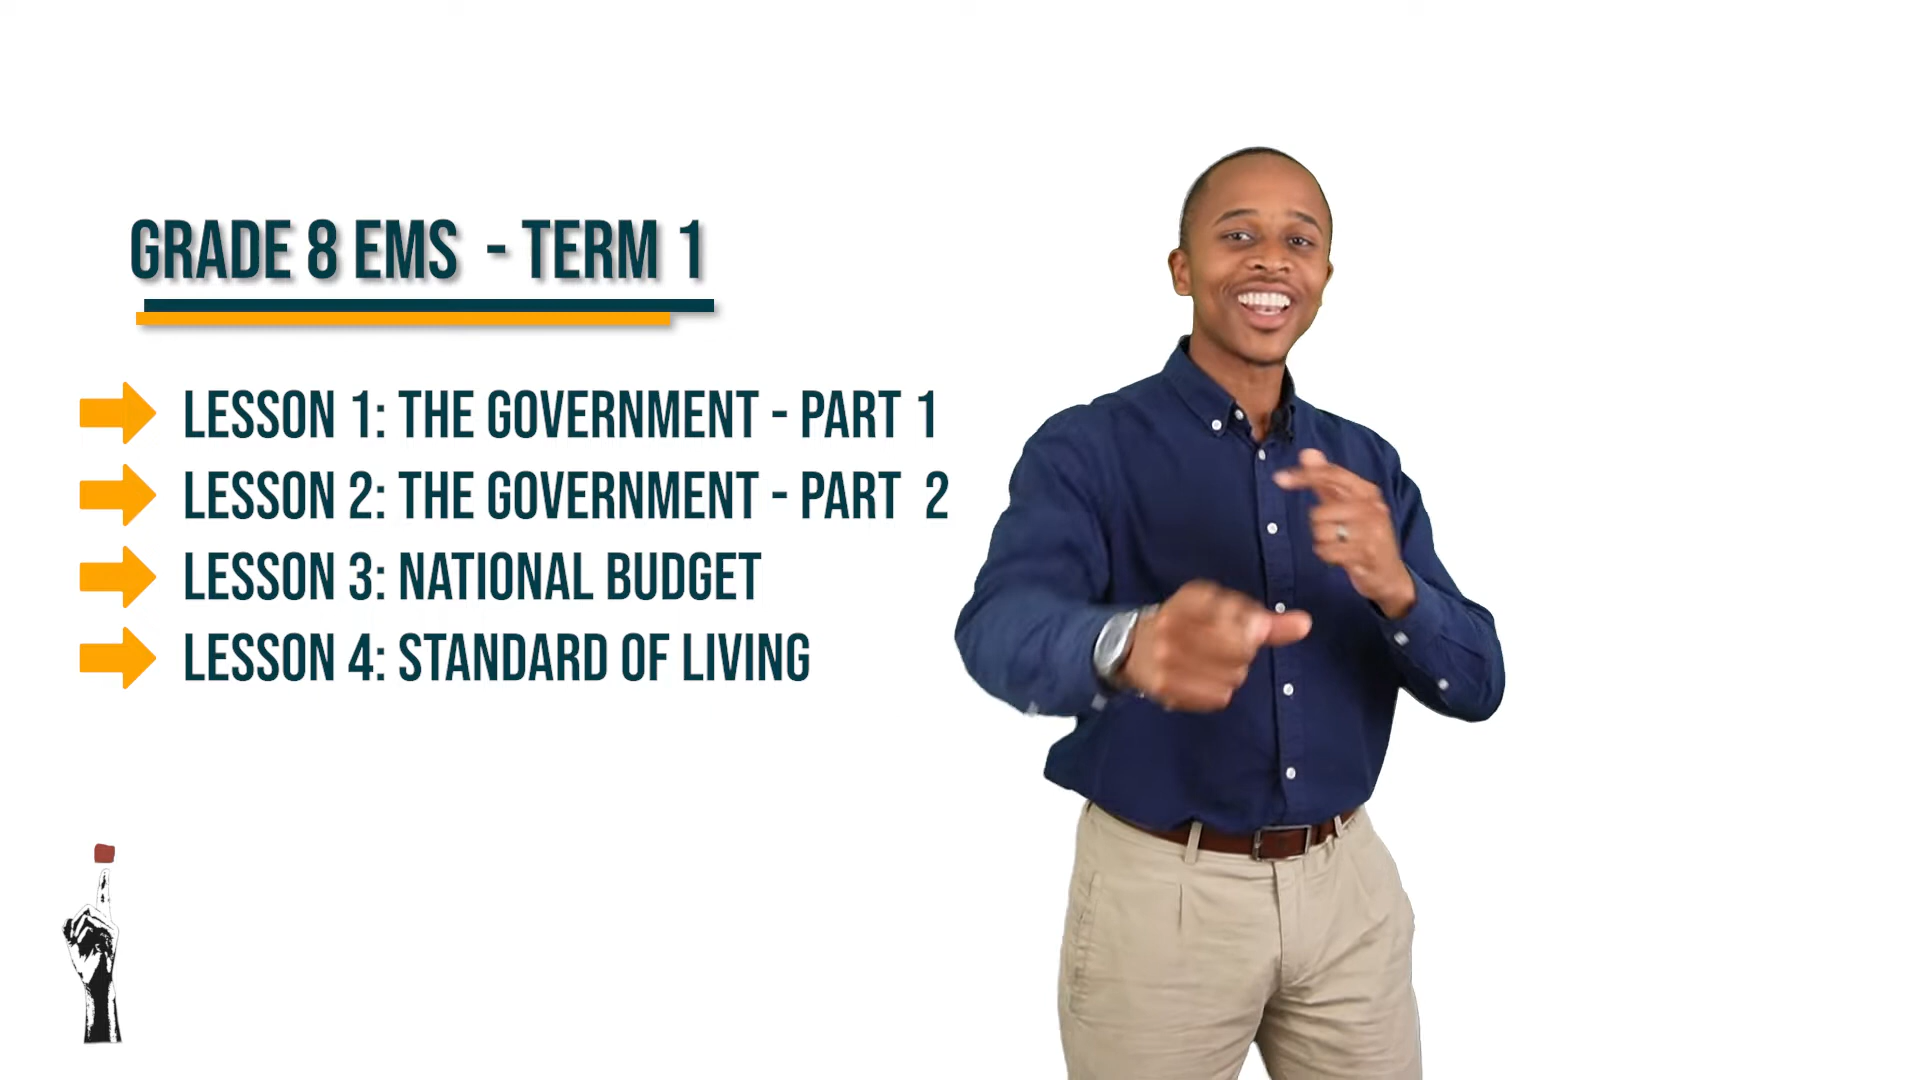 GRADE 8 EMS - TERM 1
LESSON 1: THE GOVERNMENT - PART 1
LESSON 2: THE GOVERNMENT - PART 2
LESSON 3: NATIONAL BUDGET
LESSON 4: STANDARD OF LIVING